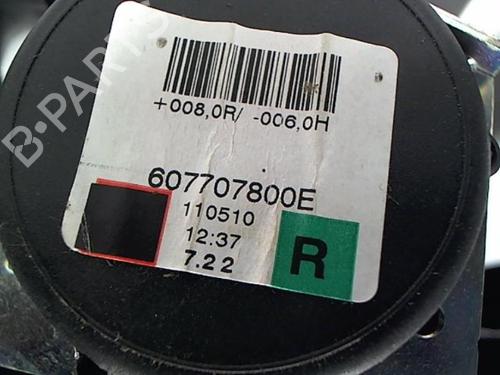 B-PARTS
+008,0R/ -006,0H
607707800E
110510
12:37
7.22
R